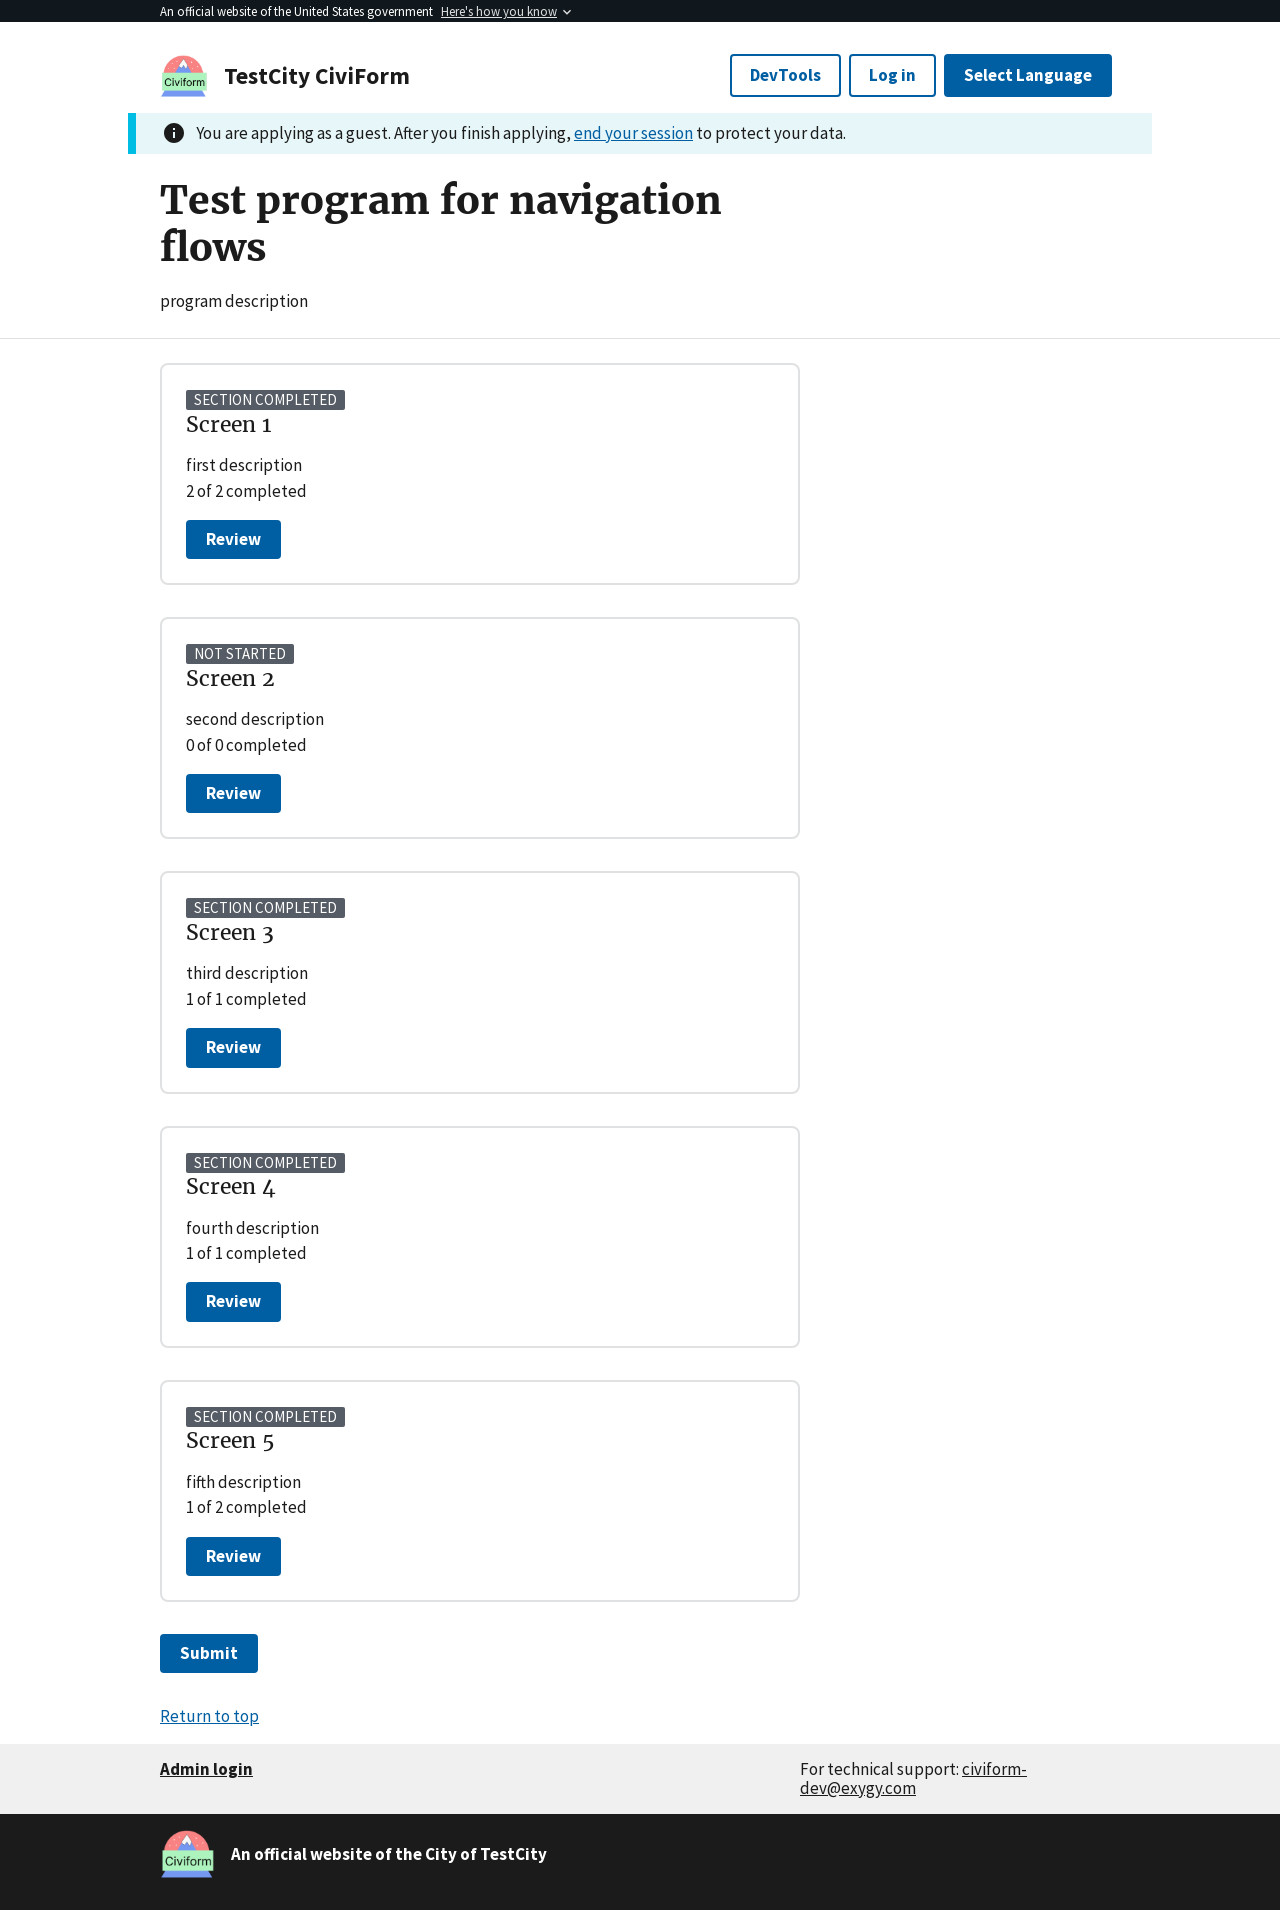 An official website of the United States government Here's how you know
Civiform
TestCity CiviForm
DevTools
Log in
Select Language
You are applying as a guest. After you finish applying, end your session to protect your data.
Test program for navigation
flows
program description
SECTION COMPLETED
Screen 1
first description
2 of 2 completed
Review
NOT STARTED
Screen 2
second description
0 of 0 completed
Review
SECTION COMPLETED
Screen 3
third description
1 of 1 completed
Review
SECTION COMPLETED
Screen 4
fourth description
1 of 1 completed
Review
SECTION COMPLETED
Screen 5
fifth description
1 of 2 completed
Review
Submit
Return to top
Admin login
For technical support: civiform-
dev@exygy.com
Civiform
An official website of the City of TestCity